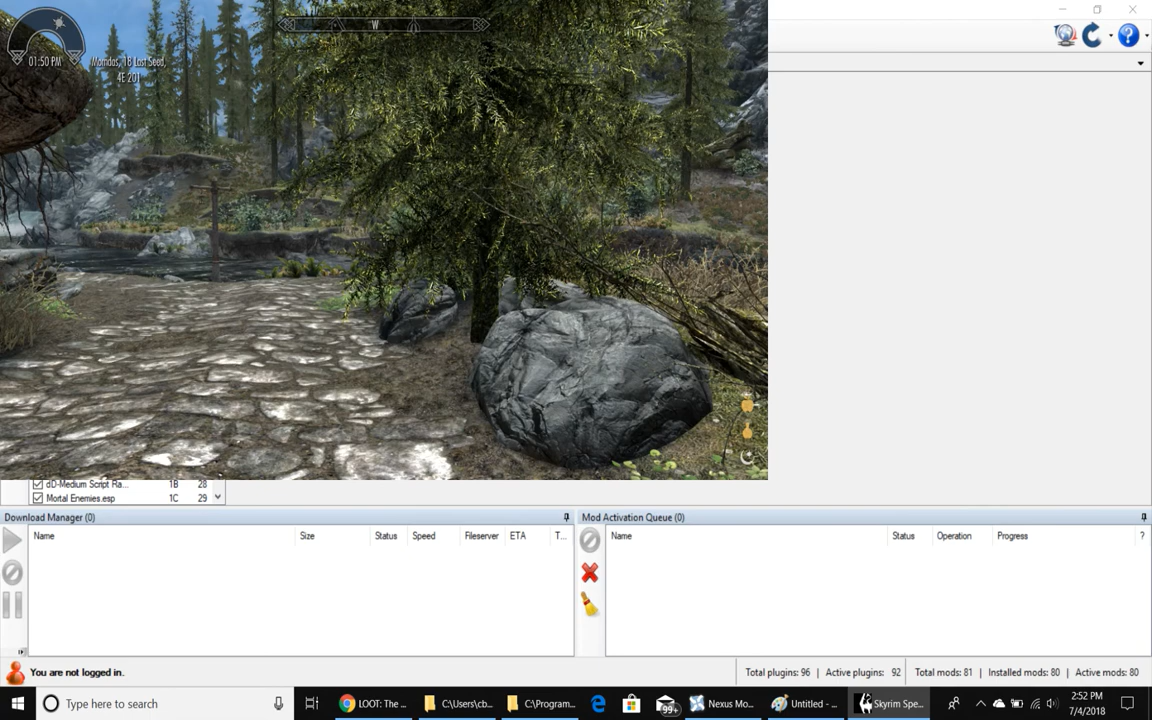 W
01:50 PM
Morndas, 18 Last Seed,
4E 201
dD-Medium Script Ra... 1B 28
Mortal Enemies.esp 1C 29
Download Manager (0)
Name Size Status Speed Fileserver ETA T...
Mod Activation Queue (0)
Name Status Operation Progress ?
You are not logged in.
Total plugins: 96 | Active plugins: 92
Total mods: 81 | Installed mods: 80 | Active mods: 80
Type here to search
LOOT: The ...
C:\Users\cb...
C:\Program...
99+
Nexus Mo...
Untitled - ...
Skyrim Spe...
2:52 PM
7/4/2018